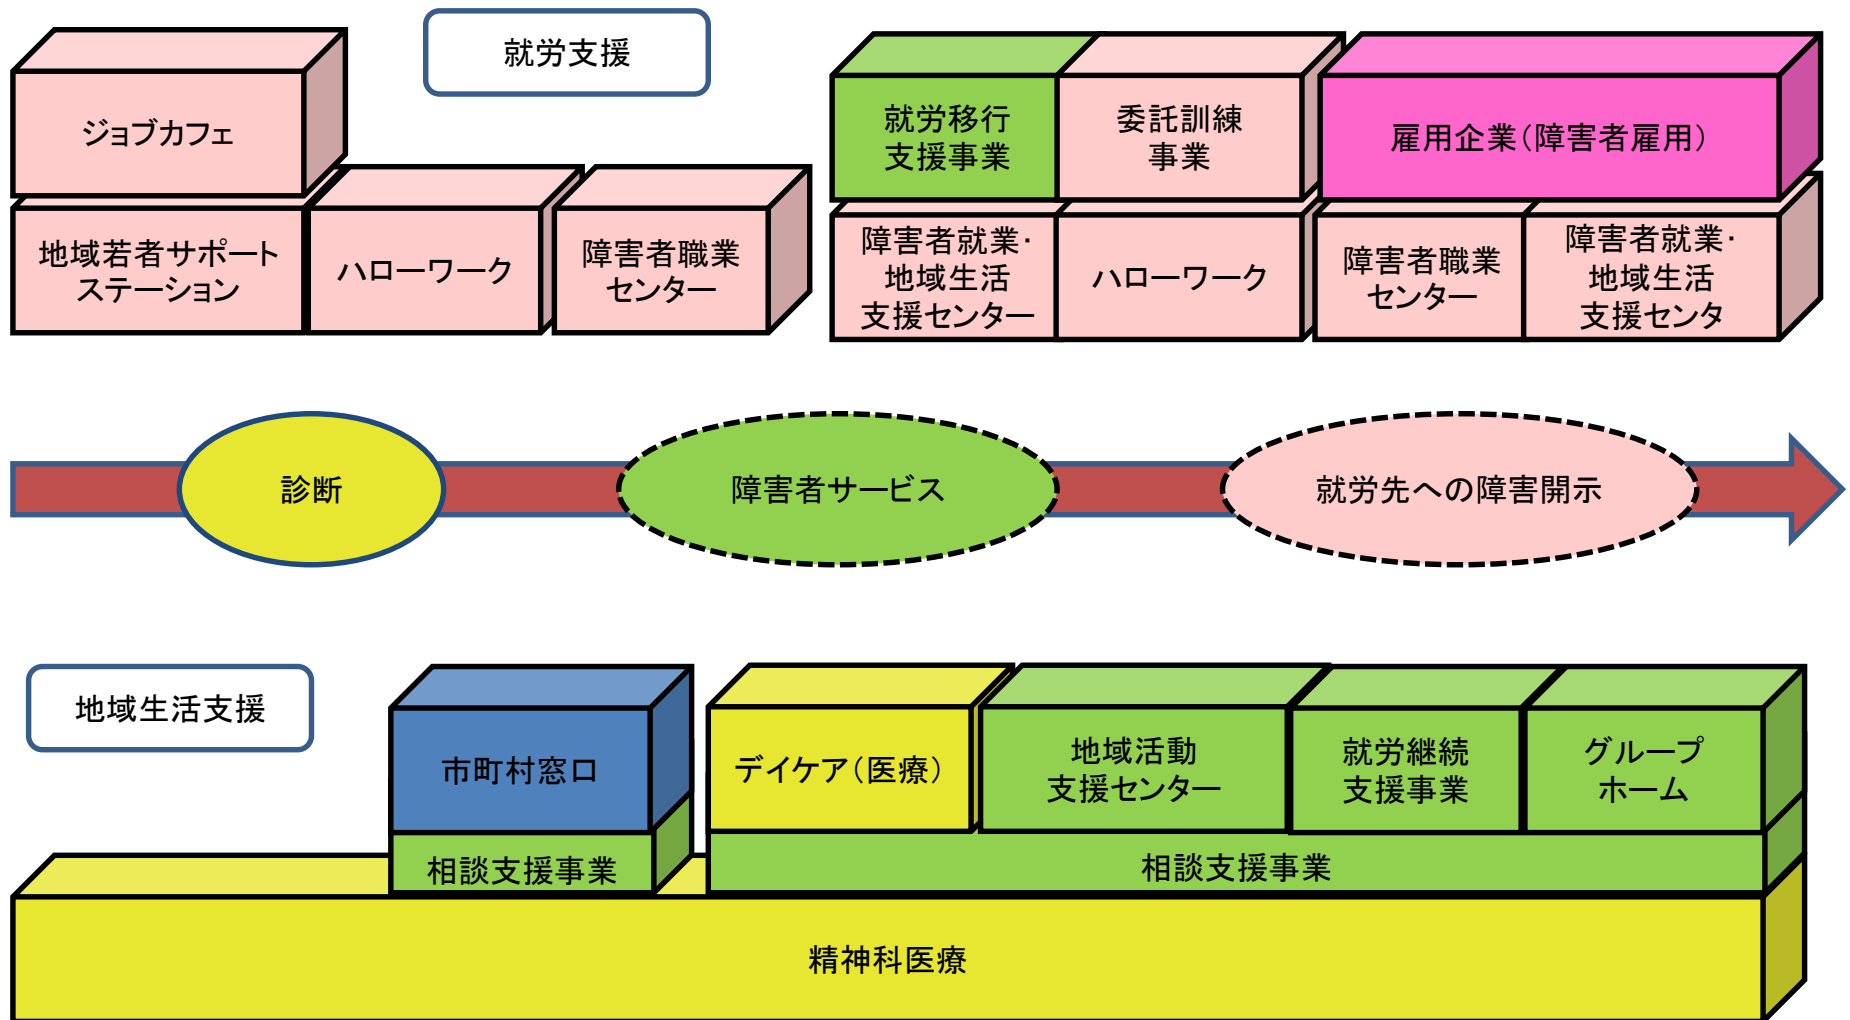 就労支援
ジョブカフェ
地域若者サポート
ステーション
ハローワーク
障害者職業
センター
就労移行
支援事業
委託訓練
事業
雇用企業(障害者雇用)
障害者就業・
地域生活
支援センター
ハローワーク
障害者職業
センター
障害者就業・
地域生活
支援センタ
診断
障害者サービス
就労先への障害開示
地域生活支援
市町村窓口
相談支援事業
デイケア(医療)
地域活動
支援センター
就労継続
支援事業
グループ
ホーム
相談支援事業
精神科医療